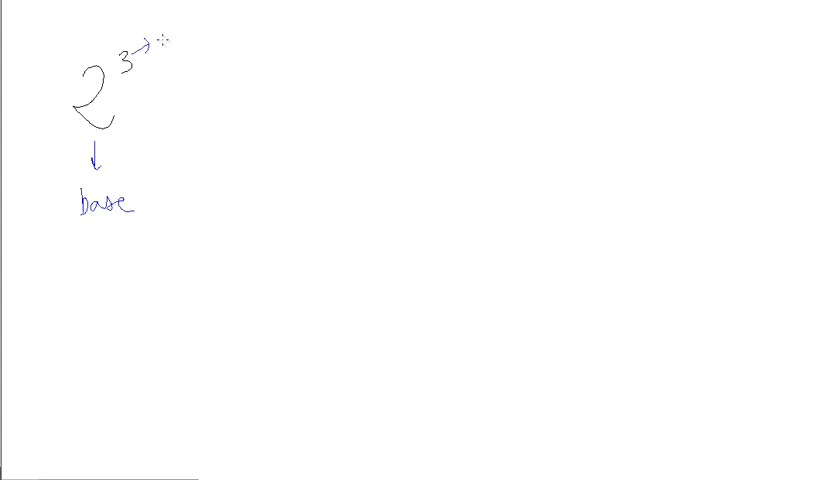 2³ →
↓
base